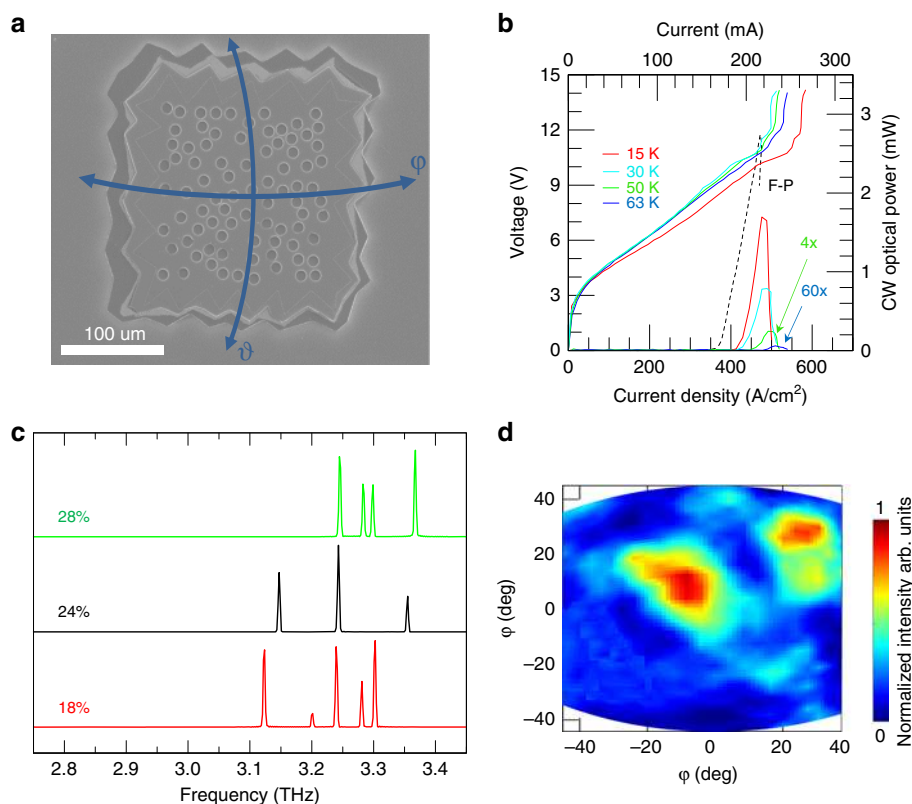 a
φ
ϑ
100 um
b
Current (mA)
0 100 200
15
12
9
6
3
0
Voltage (V)
15 K
30 K
50 K
63 K
F-P
4x
60x
3
2
1
0
CW optical power (mW)
0 200 400 600
Current density (A/cm2)
c
28%
24%
18%
2.8 2.9 3.0 3.1 3.2 3.3 3.4
Frequency (THz)
d
40
20
0
−20
−40
φ (deg)
−40 −20 0 20 40
φ (deg)
1
0
Normalized intensity arb. units